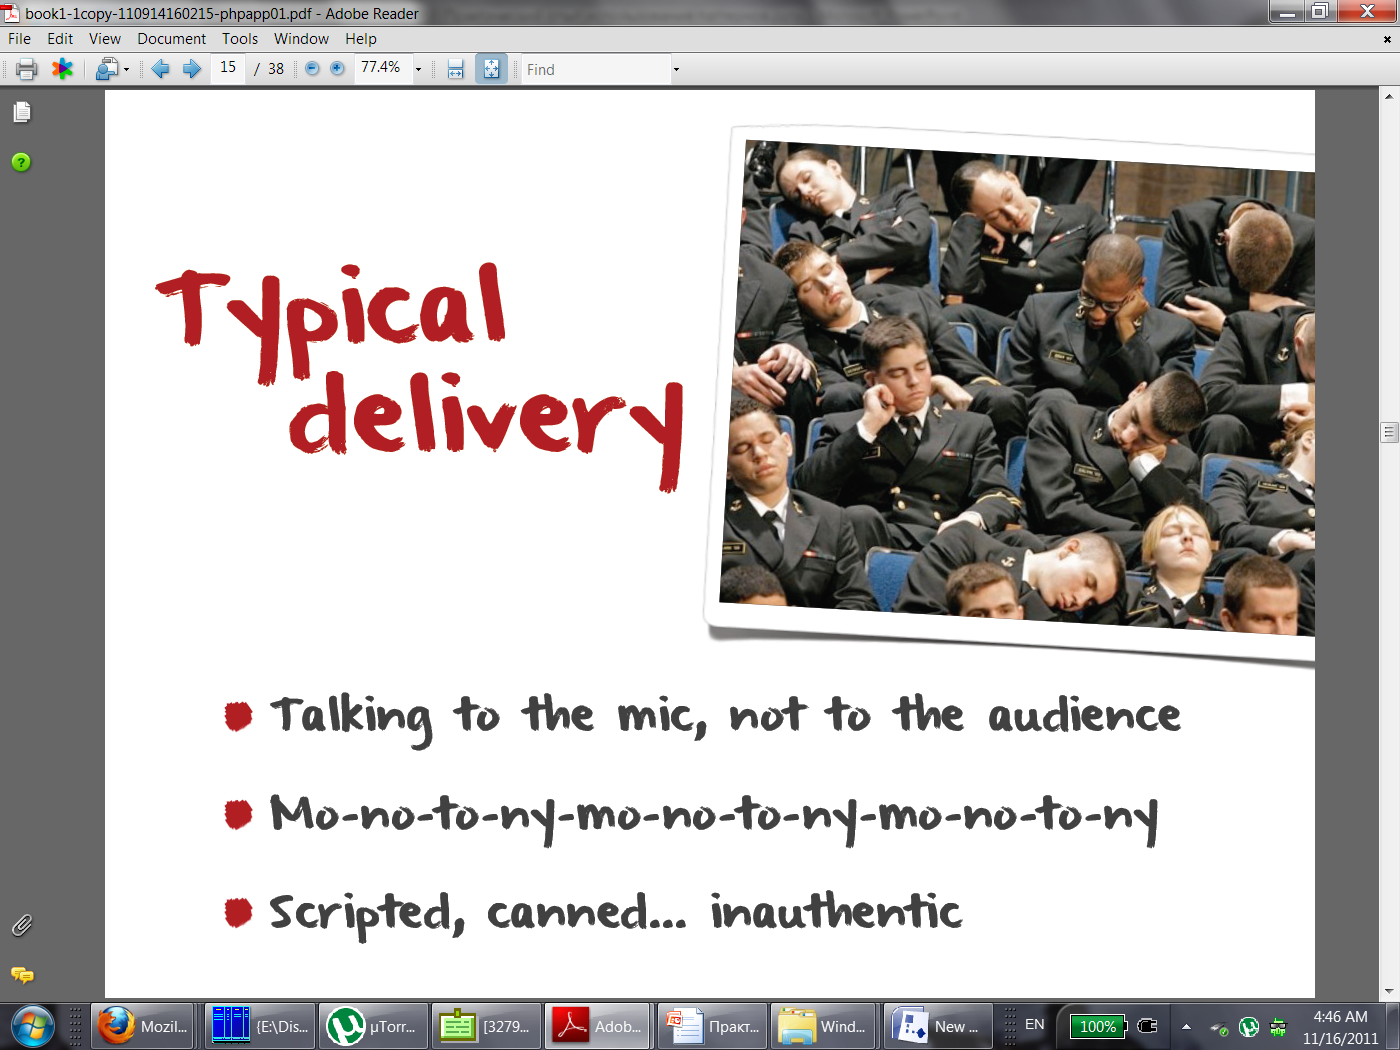 book1-1copy-110914160215-phpapp01.pdf - Adobe Reader
File Edit View Document Tools Window Help
15 / 38 77.4% Find
Typical
delivery
Talking to the mic, not to the audience
Mo-no-to-ny-mo-no-to-ny-mo-no-to-ny
Scripted, canned... inauthentic
Mozil... {E:\Dis... µTorr... [3279... Adob... Практ... Wind... New ... EN 100% 4:46 AM
11/16/2011